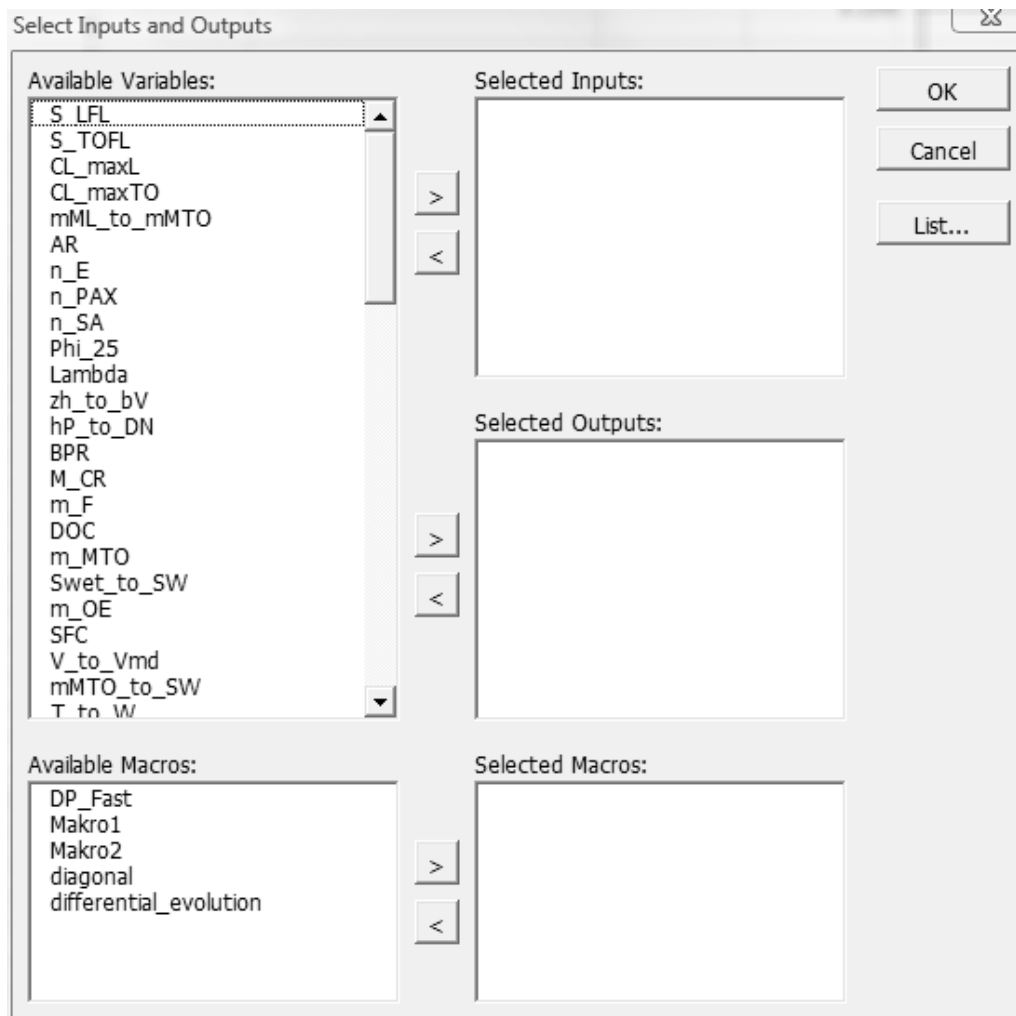 Select Inputs and Outputs
Available Variables:
S_LFL
S_TOFL
CL_maxL
CL_maxTO
mML_to_mMTO
AR
n_E
n_PAX
n_SA
Phi_25
Lambda
zh_to_bV
hP_to_DN
BPR
M_CR
m_F
DOC
m_MTO
Swet_to_SW
m_OE
SFC
V_to_Vmd
mMTO_to_SW
T_to_W
>
<
Selected Inputs:
OK
Cancel
List...
Selected Outputs:
>
<
Available Macros:
DP_Fast
Makro1
Makro2
diagonal
differential_evolution
>
<
Selected Macros: